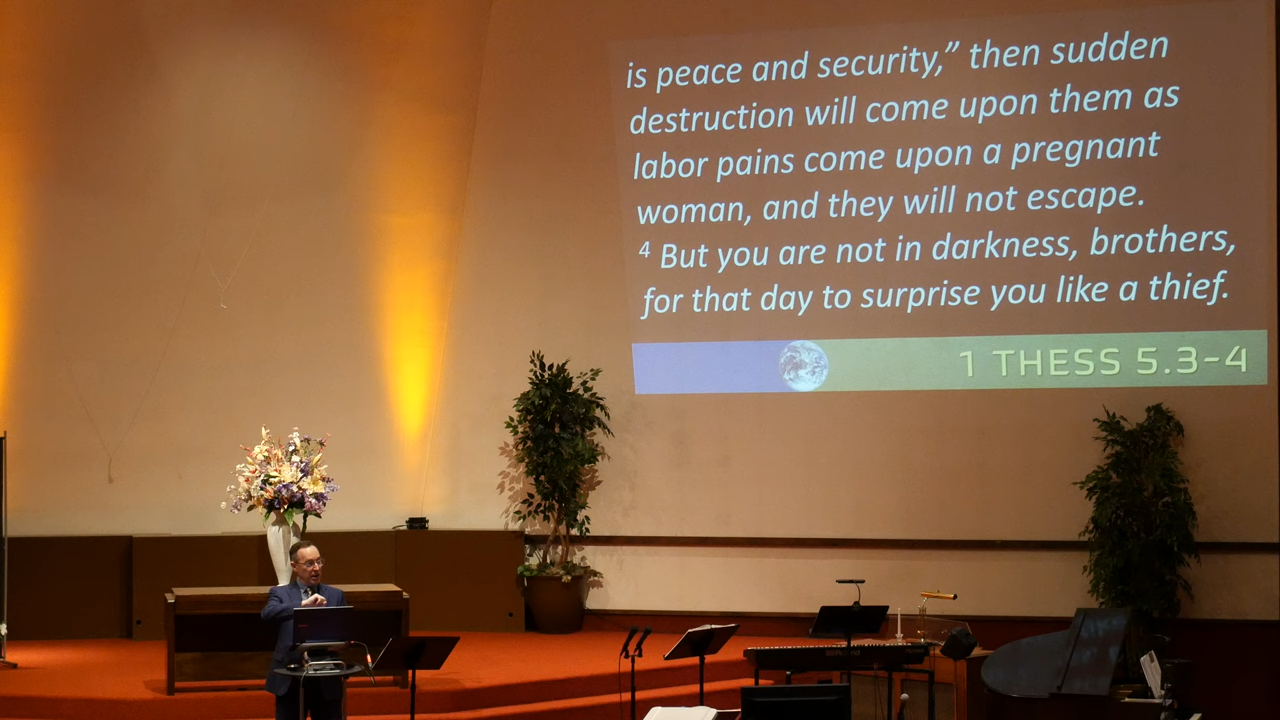 is peace and security,” then sudden
destruction will come upon them as
labor pains come upon a pregnant
woman, and they will not escape.
4 But you are not in darkness, brothers,
for that day to surprise you like a thief.
1 THESS 5.3-4